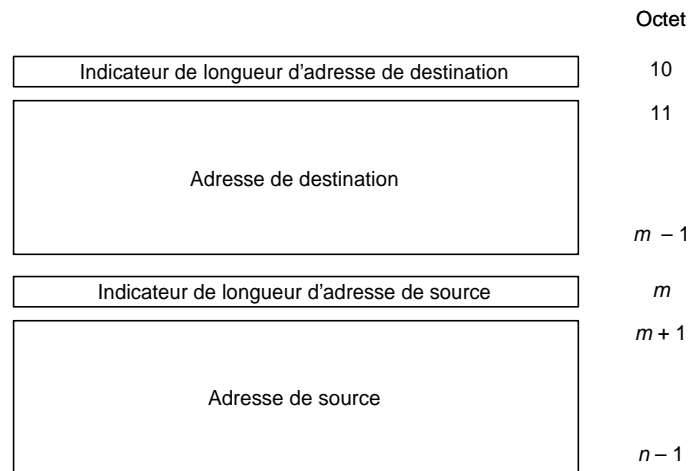 Octet
Indicateur de longueur d'adresse de destination 10
11
Adresse de destination
m – 1
Indicateur de longueur d'adresse de source m
m + 1
Adresse de source
n – 1